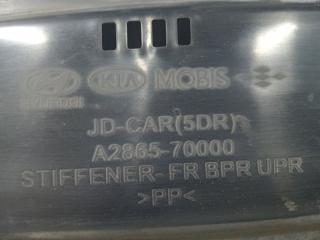 HYUNDAI KIA MOBIS
JD-CAR(5DR)
A2865-70000
STIFFENER-FR BPR UPR
>PP<